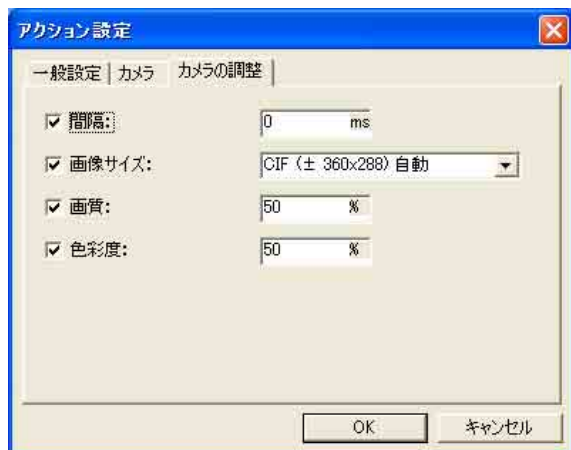 アクション設定
一般設定 カメラ カメラの調整
間隔: 0 ms
画像サイズ: CIF (± 360x288) 自動
画質: 50 %
色彩度: 50 %
OK キャンセル